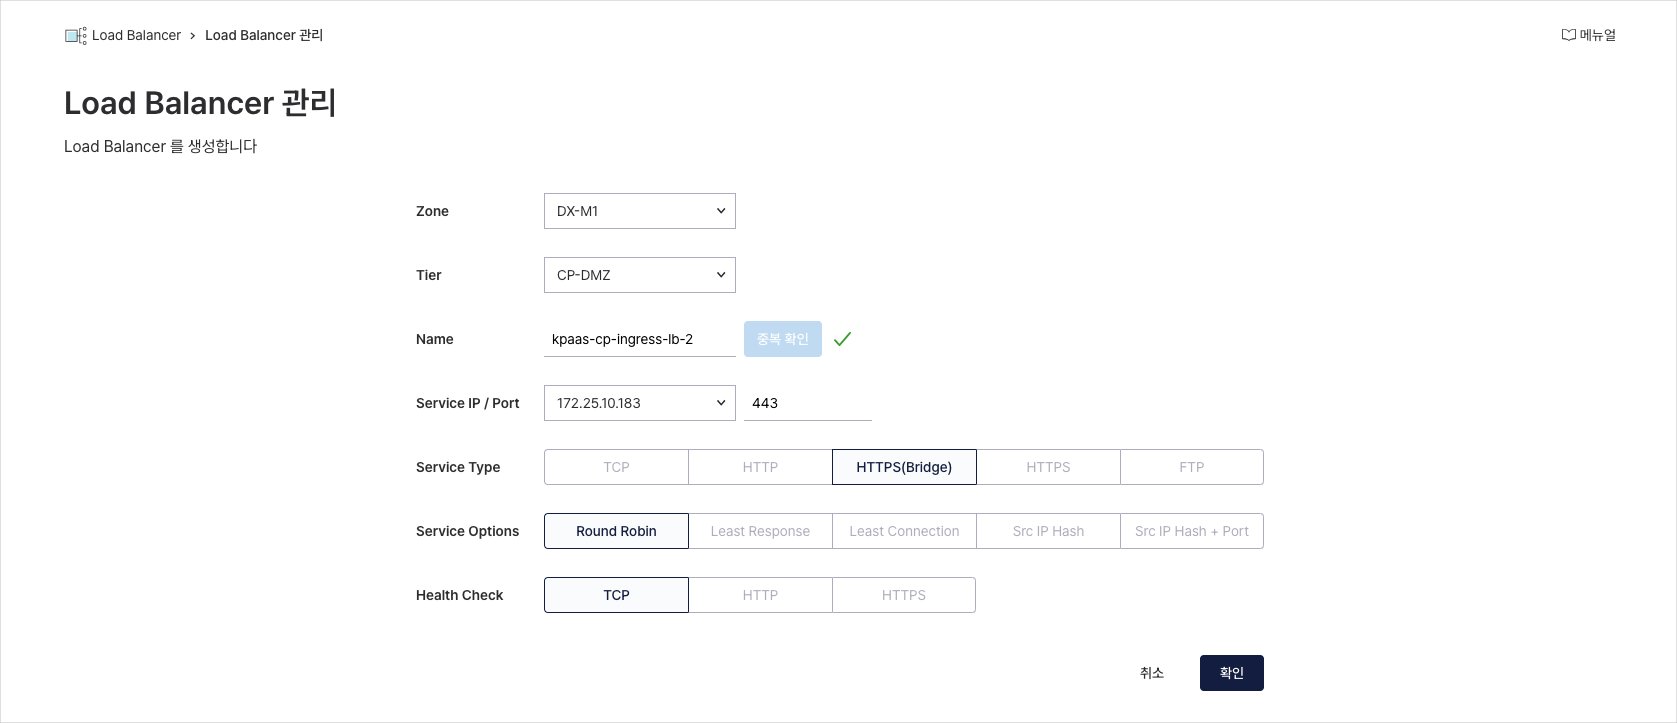 Load Balancer > Load Balancer 관리
메뉴얼
Load Balancer 관리
Load Balancer 를 생성합니다
Zone DX-M1
Tier CP-DMZ
Name kpaas-cp-ingress-lb-2 중복 확인
Service IP / Port 172.25.10.183 443
Service Type TCP HTTP HTTPS(Bridge) HTTPS FTP
Service Options Round Robin Least Response Least Connection Src IP Hash Src IP Hash + Port
Health Check TCP HTTP HTTPS
취소 확인